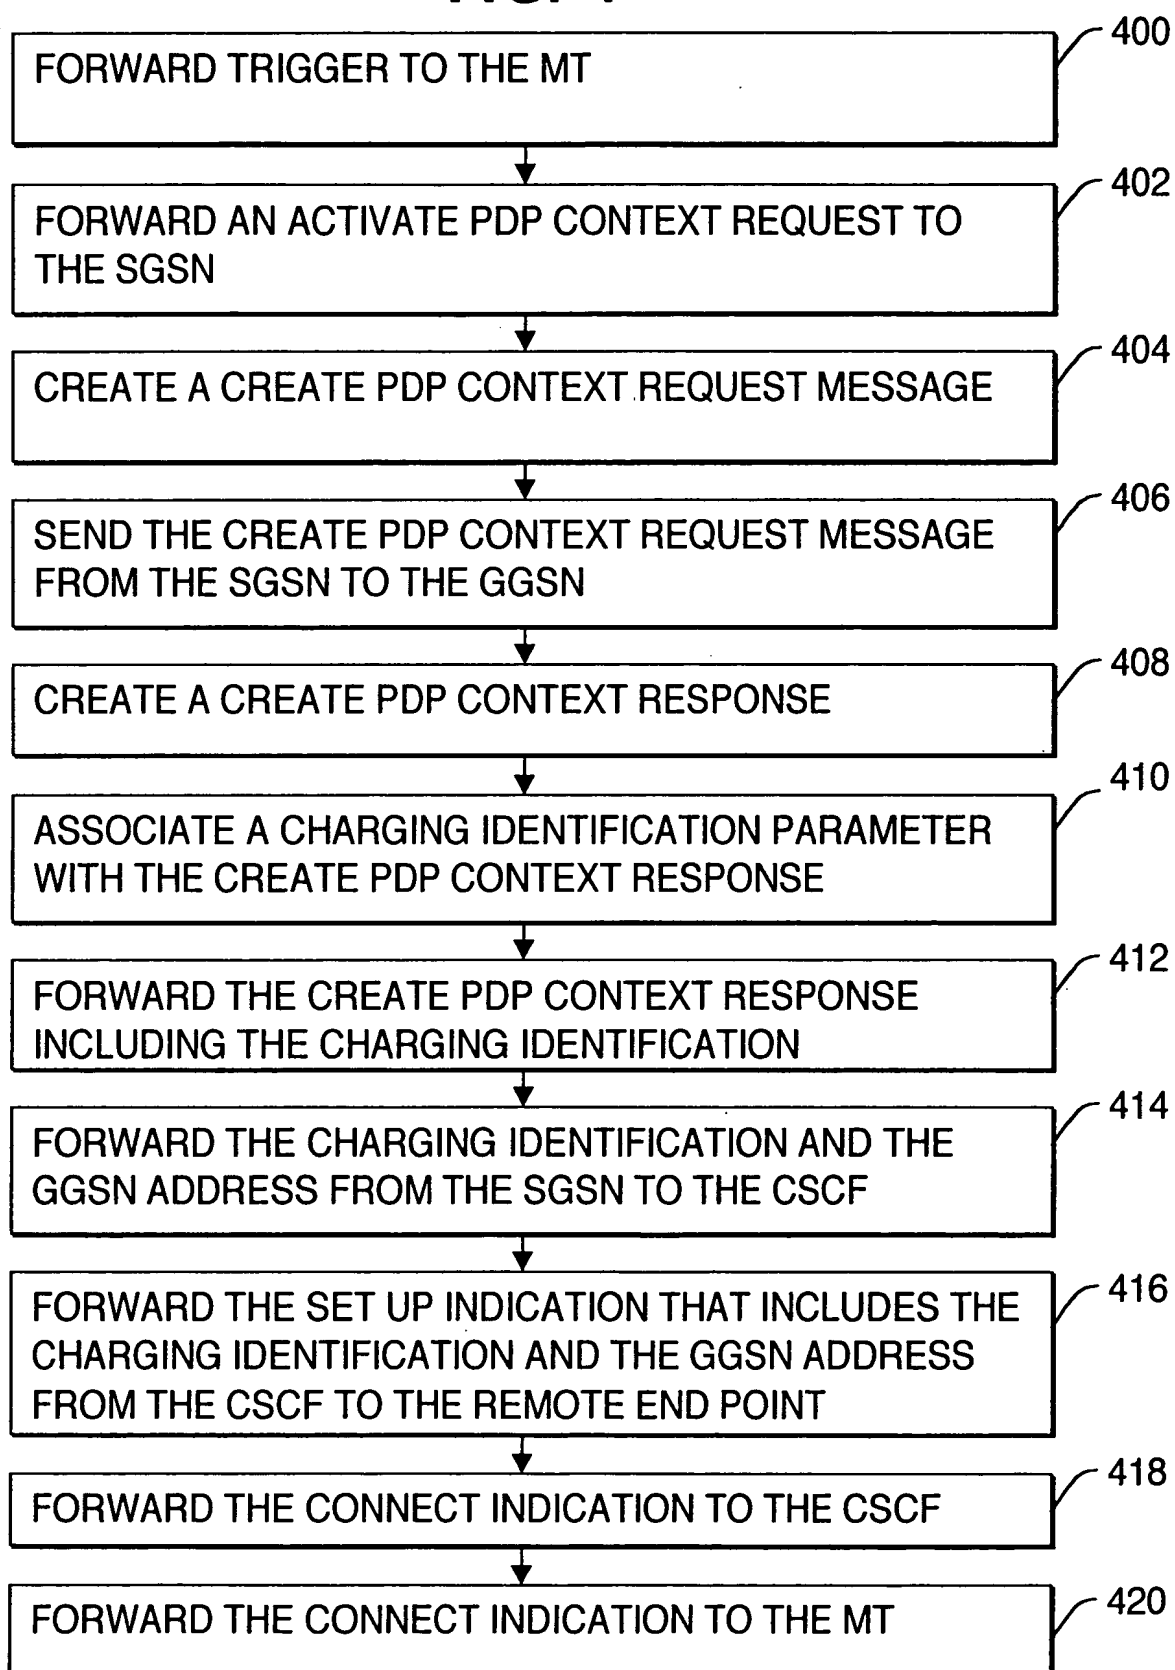 400
FORWARD TRIGGER TO THE MT
402
FORWARD AN ACTIVATE PDP CONTEXT REQUEST TO
THE SGSN
404
CREATE A CREATE PDP CONTEXT REQUEST MESSAGE
406
SEND THE CREATE PDP CONTEXT REQUEST MESSAGE
FROM THE SGSN TO THE GGSN
408
CREATE A CREATE PDP CONTEXT RESPONSE
410
ASSOCIATE A CHARGING IDENTIFICATION PARAMETER
WITH THE CREATE PDP CONTEXT RESPONSE
412
FORWARD THE CREATE PDP CONTEXT RESPONSE
INCLUDING THE CHARGING IDENTIFICATION
414
FORWARD THE CHARGING IDENTIFICATION AND THE
GGSN ADDRESS FROM THE SGSN TO THE CSCF
416
FORWARD THE SET UP INDICATION THAT INCLUDES THE
CHARGING IDENTIFICATION AND THE GGSN ADDRESS
FROM THE CSCF TO THE REMOTE END POINT
418
FORWARD THE CONNECT INDICATION TO THE CSCF
420
FORWARD THE CONNECT INDICATION TO THE MT